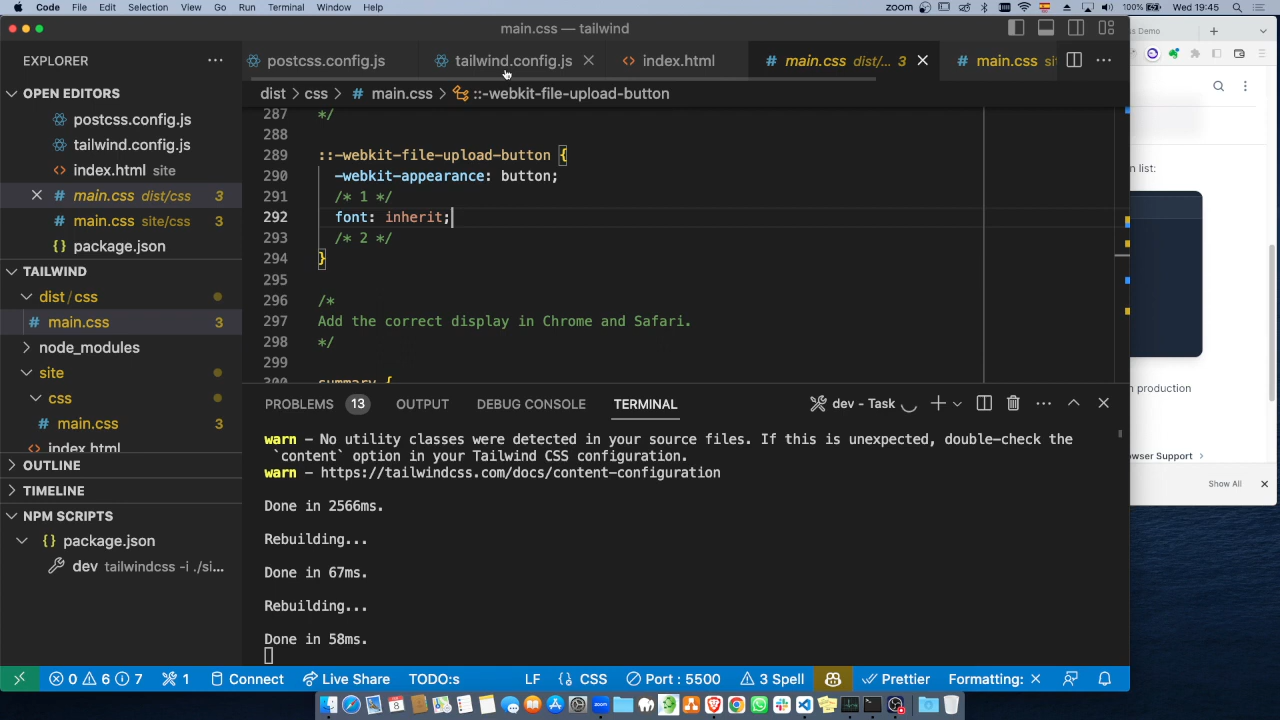 Code File Edit Selection View Go Run Terminal Window Help
zoom 100% Wed 19:45
main.css — tailwind
EXPLORER
postcss.config.js
tailwind.config.js
index.html
main.css dist/... 3
main.css
dist > css > # main.css > ::-webkit-file-upload-button
OPEN EDITORS
postcss.config.js
tailwind.config.js
index.html site
main.css dist/css 3
main.css site/css 3
{} package.json
TAILWIND
dist/css
# main.css 3
node_modules
site
css
# main.css 3
index.html
OUTLINE
TIMELINE
NPM SCRIPTS
{} package.json
dev tailwindcss -i ./si...
287 */
288
289 ::-webkit-file-upload-button {
290 -webkit-appearance: button;
291 /* 1 */
292 font: inherit;
293 /* 2 */
294 }
295
296 /*
297 Add the correct display in Chrome and Safari.
298 */
299
300 summary {
PROBLEMS 13 OUTPUT DEBUG CONSOLE TERMINAL
dev - Task
warn – No utility classes were detected in your source files. If this is unexpected, double-check the
`content` option in your Tailwind CSS configuration.
warn – https://tailwindcss.com/docs/content-configuration
Done in 2566ms.
Rebuilding...
Done in 67ms.
Rebuilding...
Done in 58ms.
0 6 7 1 Connect Live Share TODO:s LF {} CSS Port : 5500 3 Spell Prettier Formatting: ×
ss Demo
n list:
n production
owser Support >
Show All